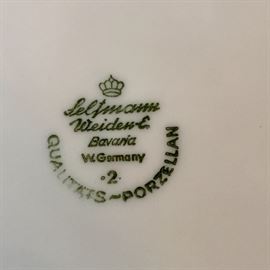 Seltmann
Weiden-E.
Bavaria
W. Germany
·2·
QUALITÄTS~PORZELLAN